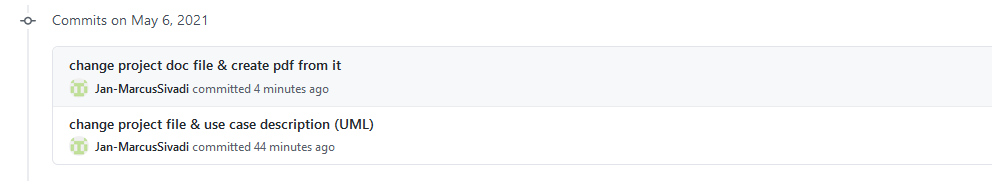 Commits on May 6, 2021
change project doc file & create pdf from it
Jan-MarcusSivadi committed 4 minutes ago
change project file & use case description (UML)
Jan-MarcusSivadi committed 44 minutes ago